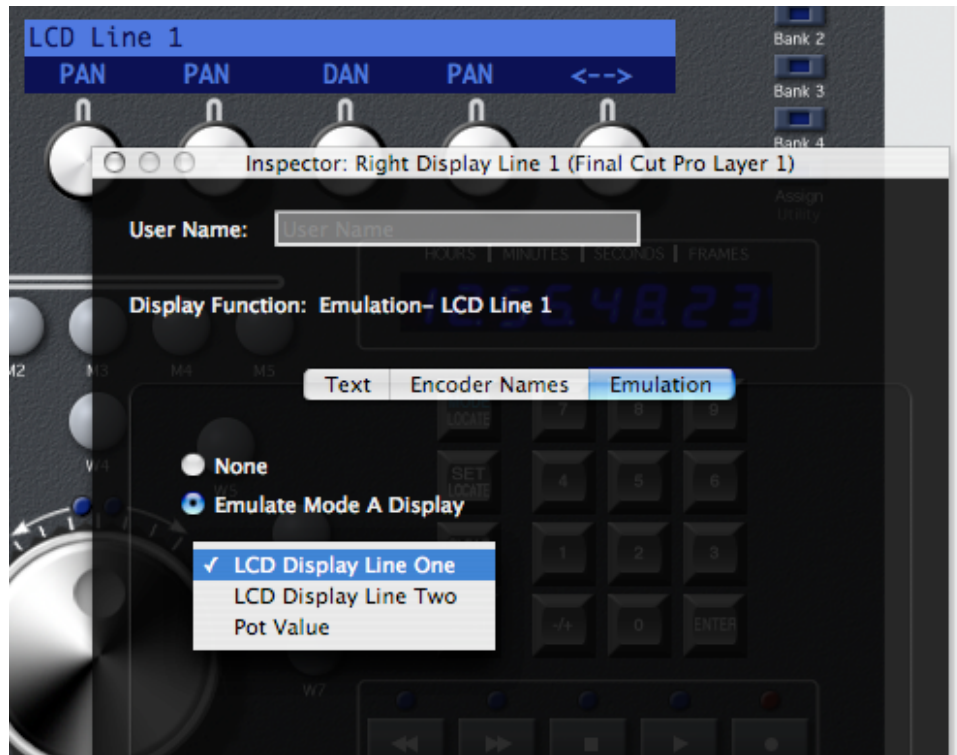 LCD Line 1
PAN PAN DAN PAN <-->
Bank 2
Bank 3
Bank 4
Inspector: Right Display Line 1 (Final Cut Pro Layer 1)
Assign
Utility
User Name: User Name
HOURS | MINUTES | SECONDS | FRAMES
Display Function: Emulation– LCD Line 1
M2 M3 M4 M5
Text Encoder Names Emulation
LOCATE 7 8 9
None
W4 W5
SET LOCATE 4 5 6
Emulate Mode A Display
✓ LCD Display Line One
1 2 3
LCD Display Line Two
Pot Value
-/+ 0 ENTER
W7